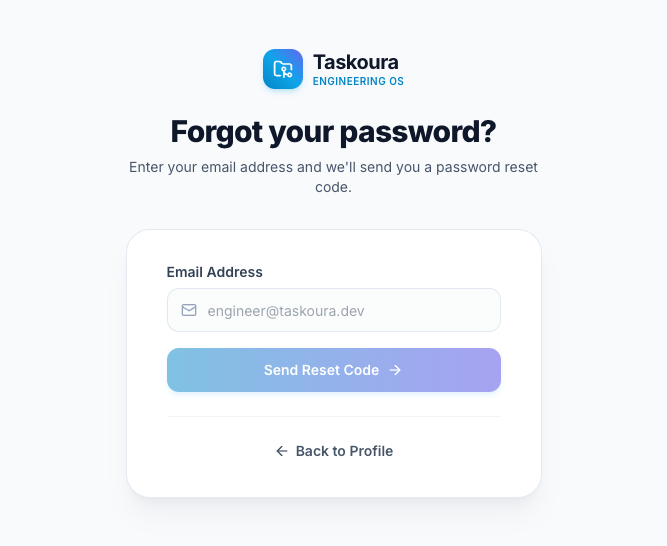 Taskoura
ENGINEERING OS
Forgot your password?
Enter your email address and we'll send you a password reset
code.
Email Address
engineer@taskoura.dev
Send Reset Code →
← Back to Profile